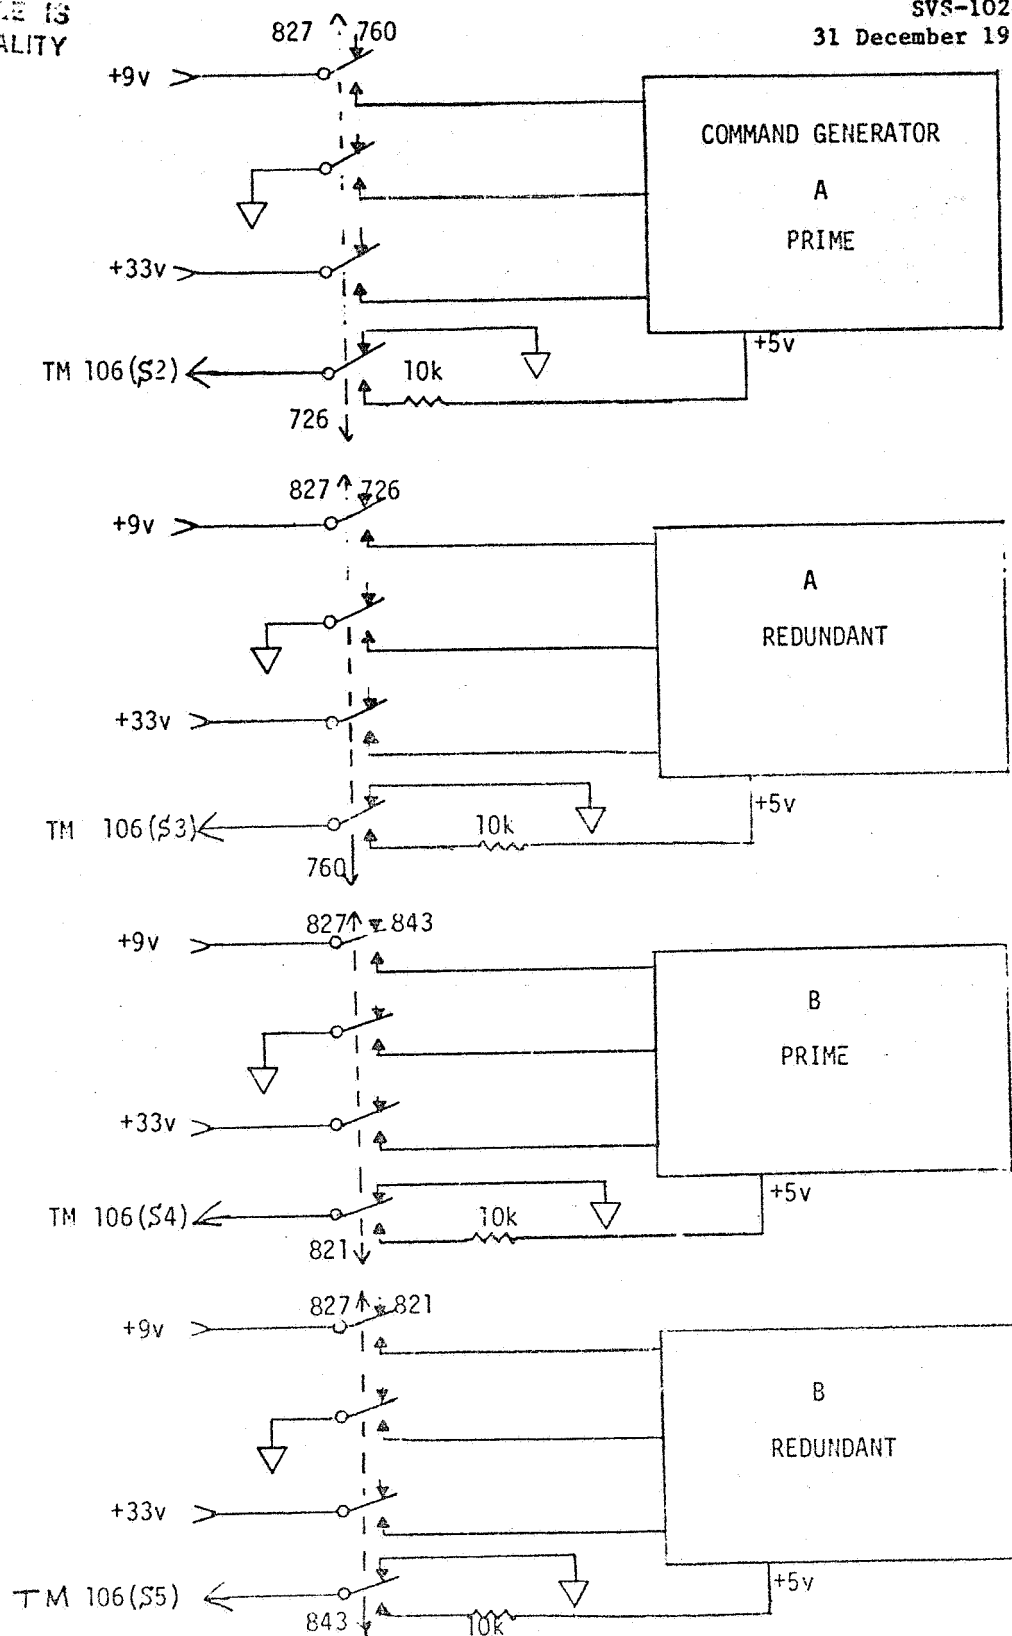 IS
ALITY
SVS-102
31 December 19
827 760
+9v
COMMAND GENERATOR
A
PRIME
+33v
+5v
TM 106(S2)
10k
726
827 726
+9v
A
REDUNDANT
+33v
+5v
TM 106(S3)
10k
760
827 843
+9v
B
PRIME
+33v
+5v
TM 106(S4)
10k
821
827 821
+9v
B
REDUNDANT
+33v
+5v
TM 106(S5)
843
10k